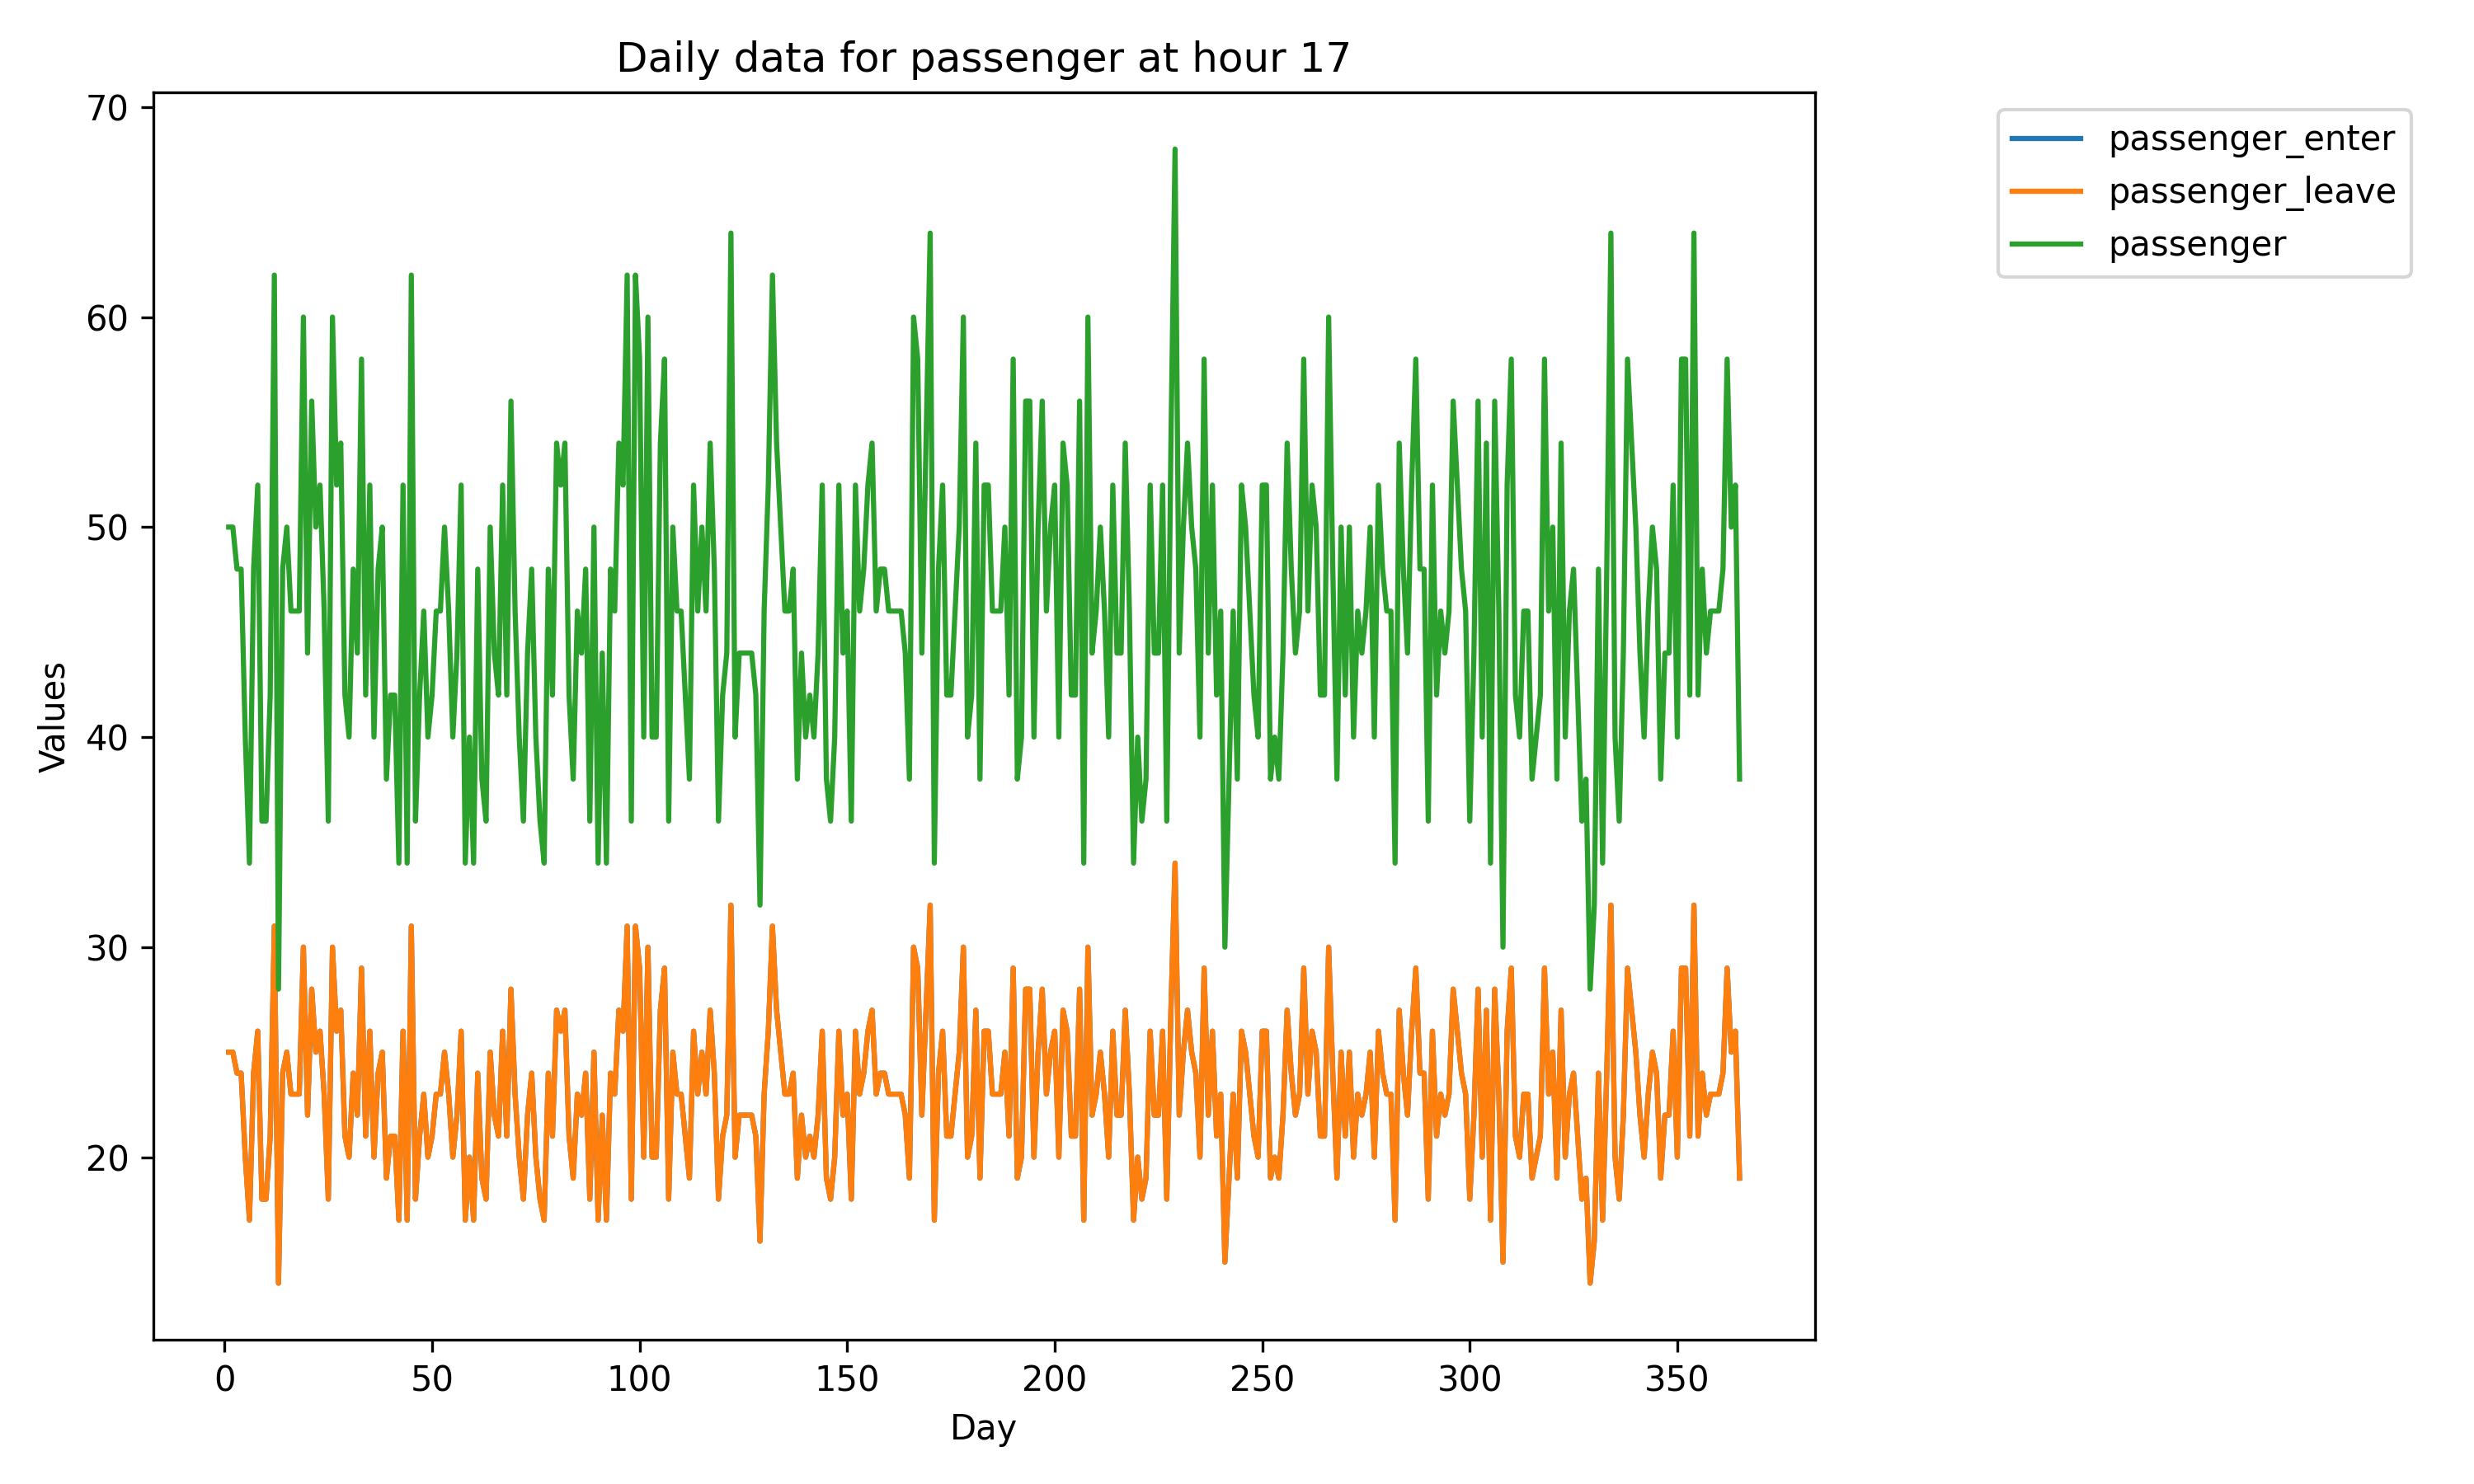 Daily data for passenger at hour 17
passenger_enter
passenger_leave
passenger
70
60
50
40
30
20
Values
0 50 100 150 200 250 300 350
Day